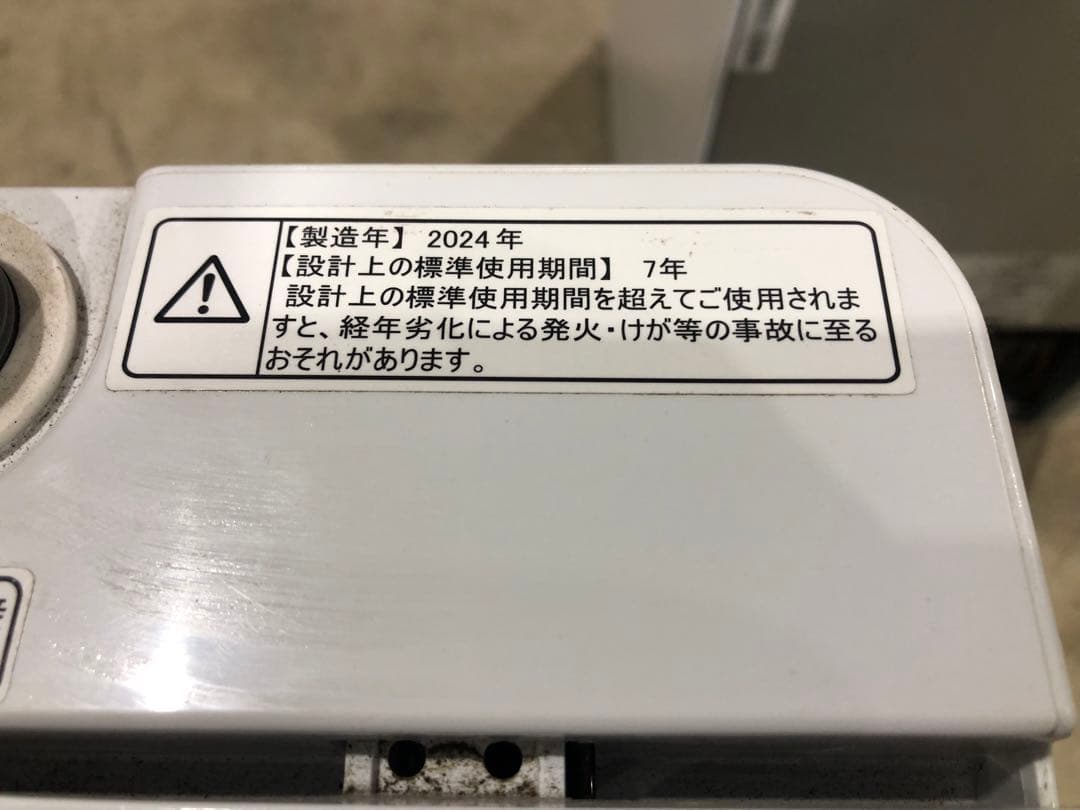 【製造年】 2024年
【設計上の標準使用期間】 7年
設計上の標準使用期間を超えてご使用されま
すと、経年劣化による発火・けが等の事故に至る
おそれがあります。